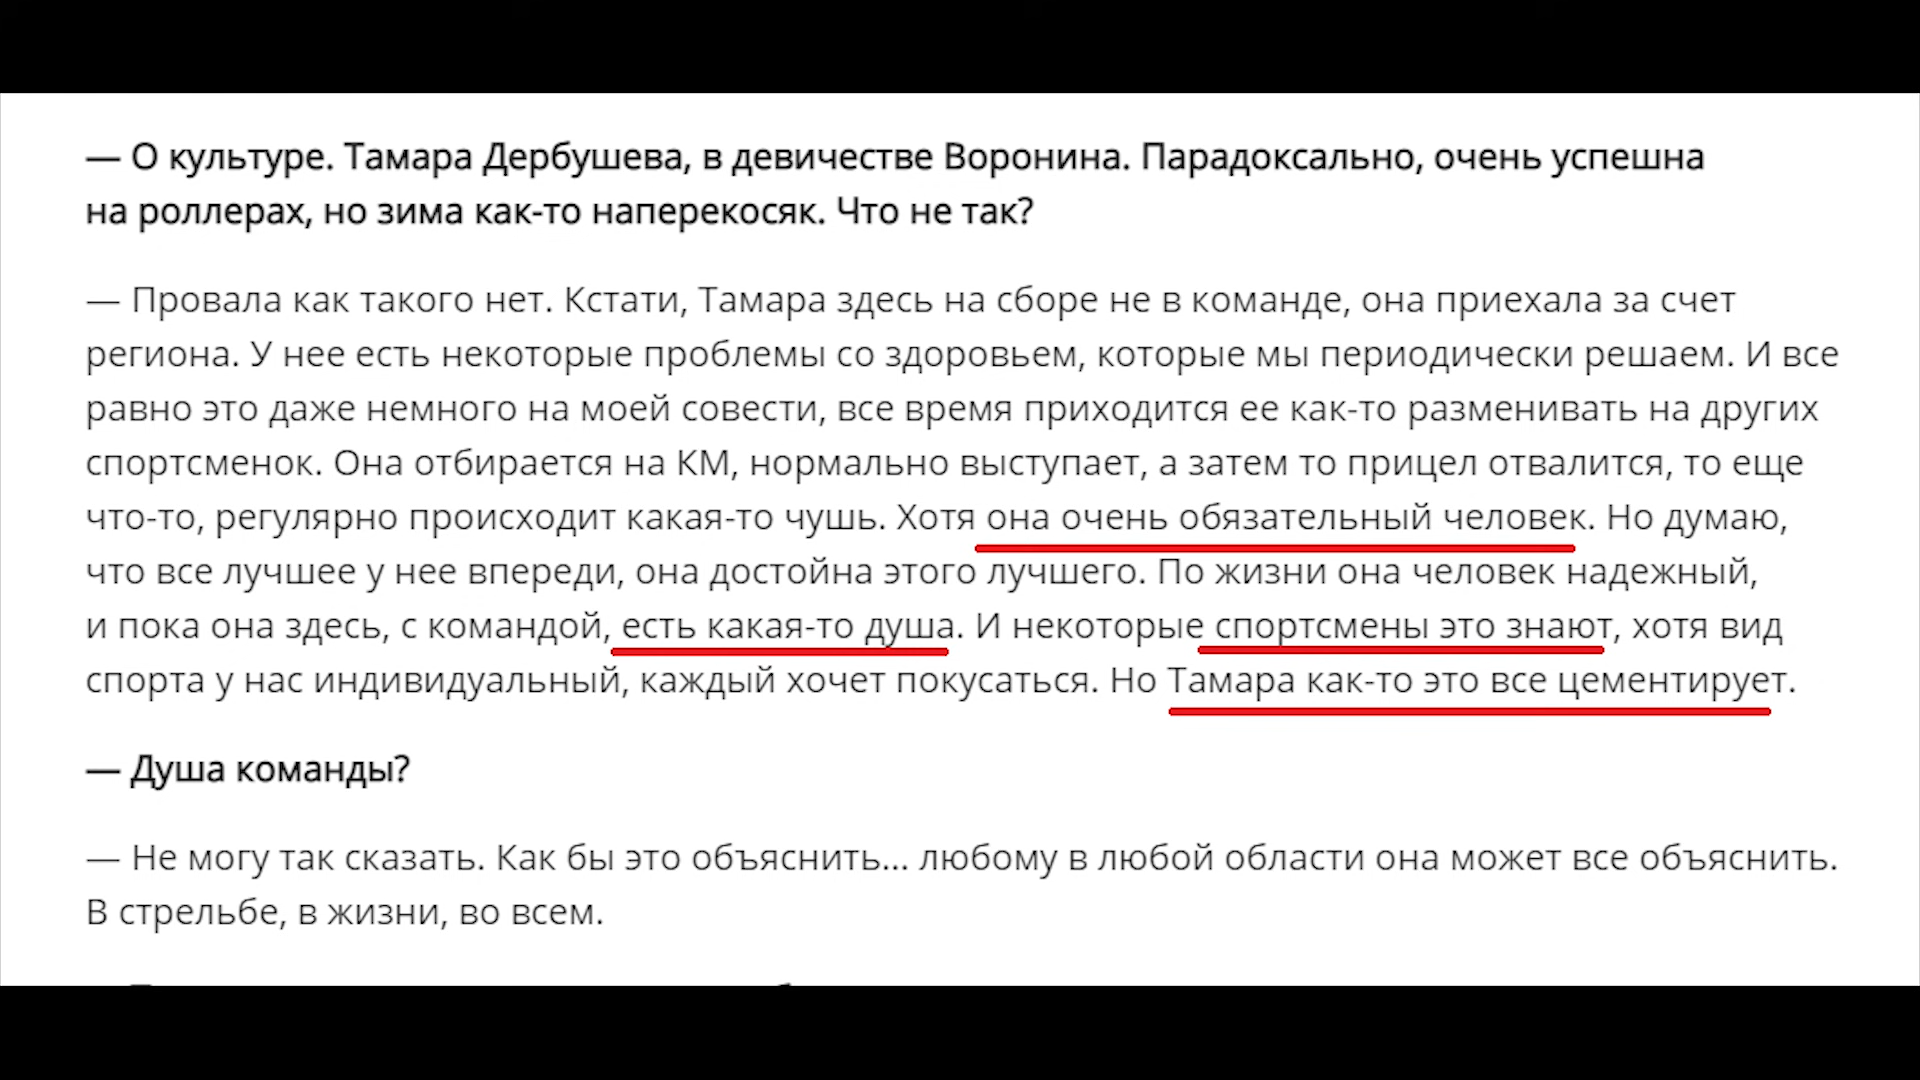 — О культуре. Тамара Дербушева, в девичестве Воронина. Парадоксально, очень успешна
на роллерах, но зима как-то наперекосяк. Что не так?
— Провала как такого нет. Кстати, Тамара здесь на сборе не в команде, она приехала за счет
региона. У нее есть некоторые проблемы со здоровьем, которые мы периодически решаем. И все
равно это даже немного на моей совести, все время приходится ее как-то разменивать на других
спортсменок. Она отбирается на КМ, нормально выступает, а затем то прицел отвалится, то еще
что-то, регулярно происходит какая-то чушь. Хотя она очень обязательный человек. Но думаю,
что все лучшее у нее впереди, она достойна этого лучшего. По жизни она человек надежный,
и пока она здесь, с командой, есть какая-то душа. И некоторые спортсмены это знают, хотя вид
спорта у нас индивидуальный, каждый хочет покусаться. Но Тамара как-то это все цементирует.
— Душа команды?
— Не могу так сказать. Как бы это объяснить... любому в любой области она может все объяснить.
В стрельбе, в жизни, во всем.